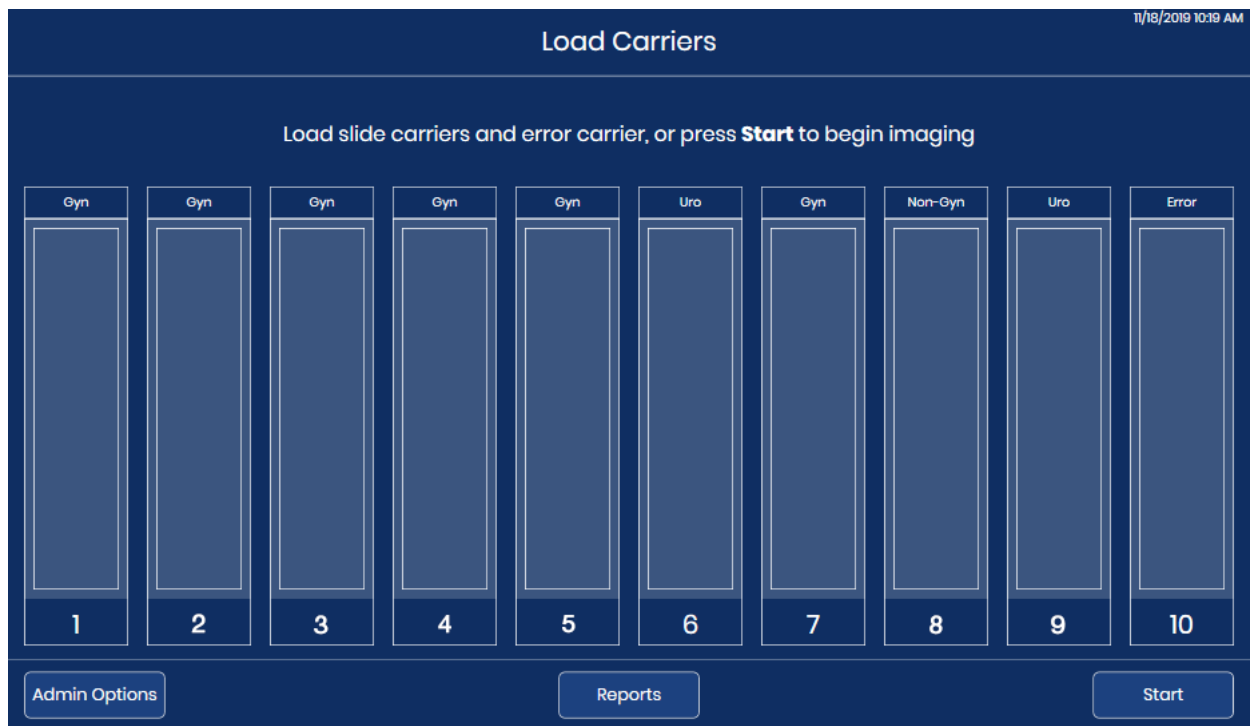 11/18/2019 10:19 AM
Load Carriers
Load slide carriers and error carrier, or press Start to begin imaging
Gyn Gyn Gyn Gyn Gyn Uro Gyn Non-Gyn Uro Error
1 2 3 4 5 6 7 8 9 10
Admin Options Reports Start